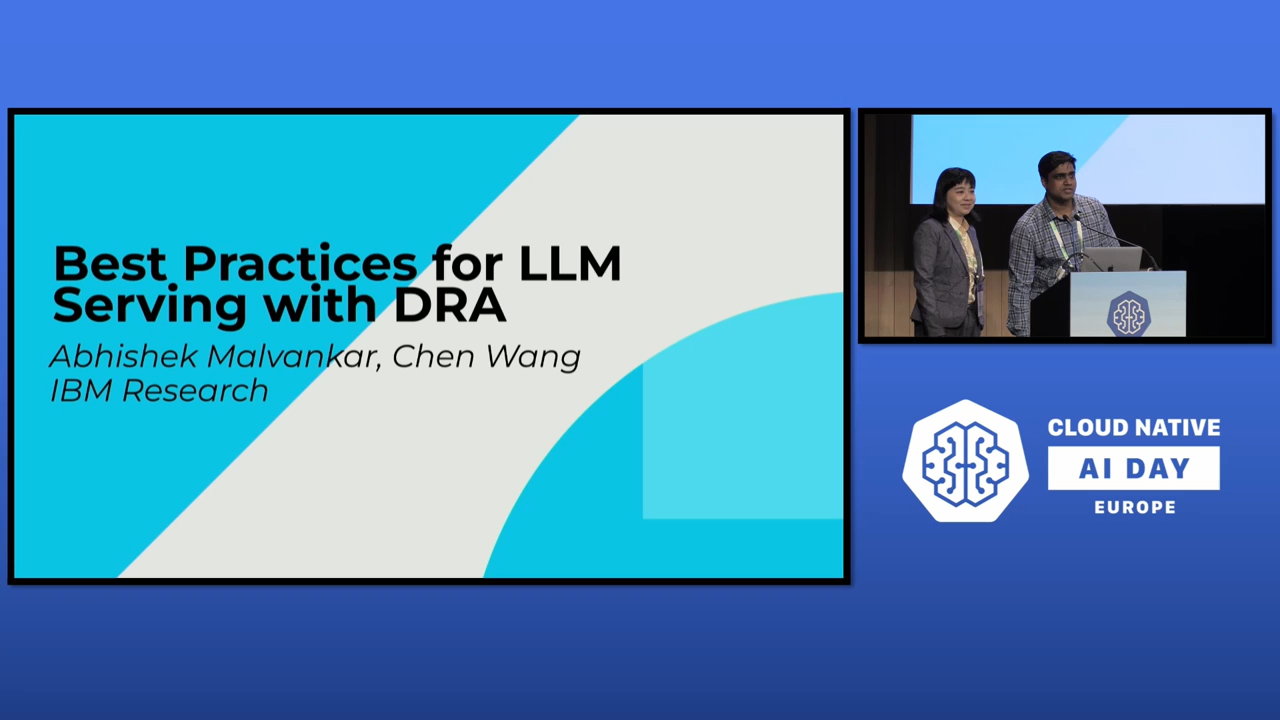 Best Practices for LLM
Serving with DRA
Abhishek Malvankar, Chen Wang
IBM Research
CLOUD NATIVE
AI DAY
EUROPE